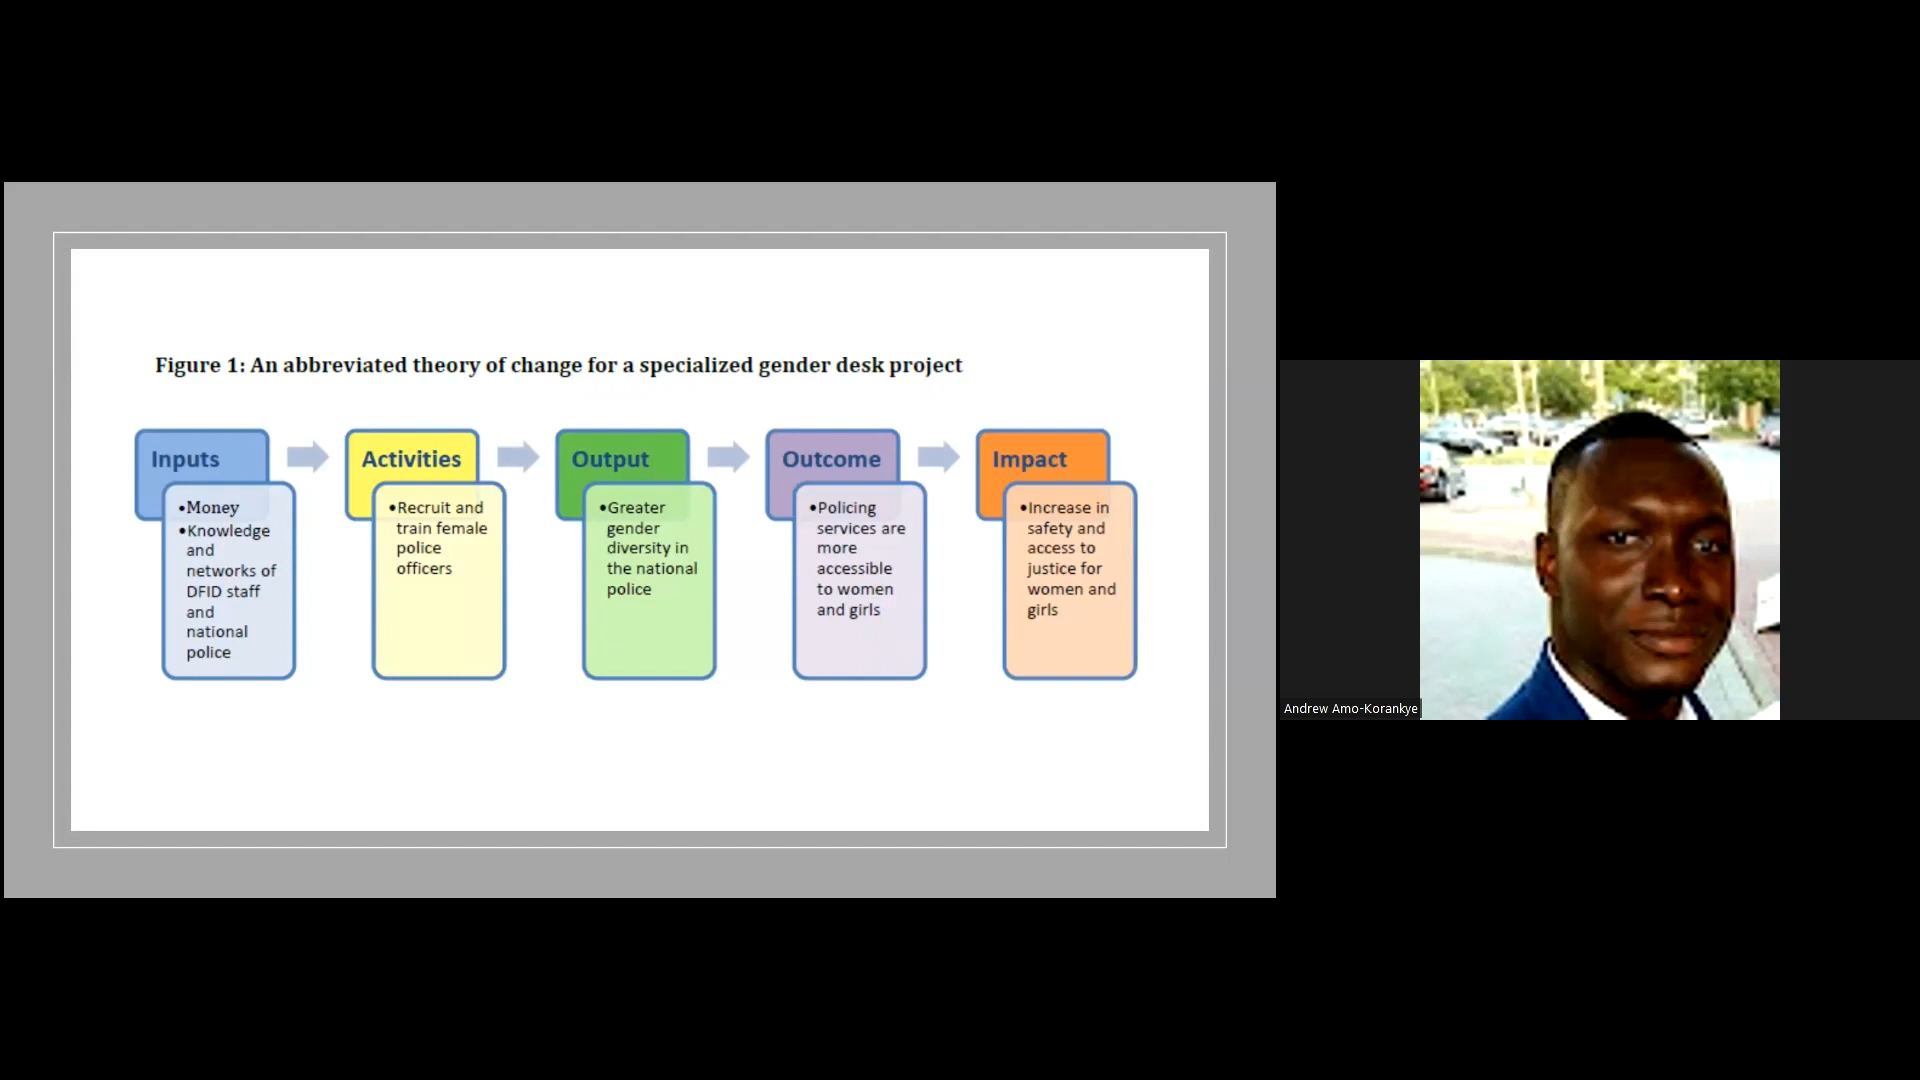 Figure 1: An abbreviated theory of change for a specialized gender desk project
Inputs
•Money
•Knowledge
and
networks of
DFID staff
and
national
police
Activities
•Recruit and
train female
police
officers
Output
•Greater
gender
diversity in
the national
police
Outcome
•Policing
services are
more
accessible
to women
and girls
Impact
•Increase in
safety and
access to
justice for
women and
girls
Andrew Amo-Korankye